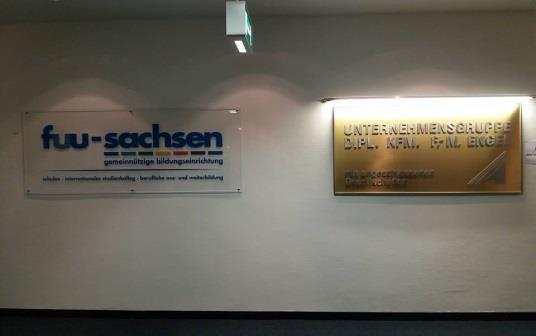 fuu-sachsen
gemeinnützige bildungseinrichtung
schulen · internationales studienkolleg · berufliche aus- und weiterbildung
UNTERNEHMENSGRUPPE
DIPL. KFM. F.-M. ENGEL